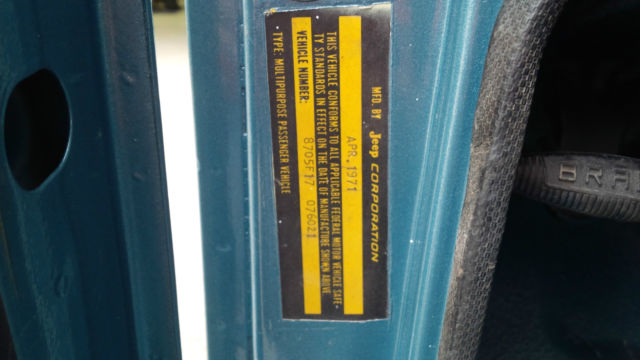 MFD. BY Jeep CORPORATION
APR. 1971
THIS VEHICLE CONFORMS TO ALL APPLICABLE FEDERAL MOTOR VEHICLE SAFE-
TY STANDARDS IN EFFECT ON THE DATE OF MANUFACTURE SHOWN ABOVE
VEHICLE NUMBER: 8705F17 076021
TYPE: MULTIPURPOSE PASSENGER VEHICLE
BRA